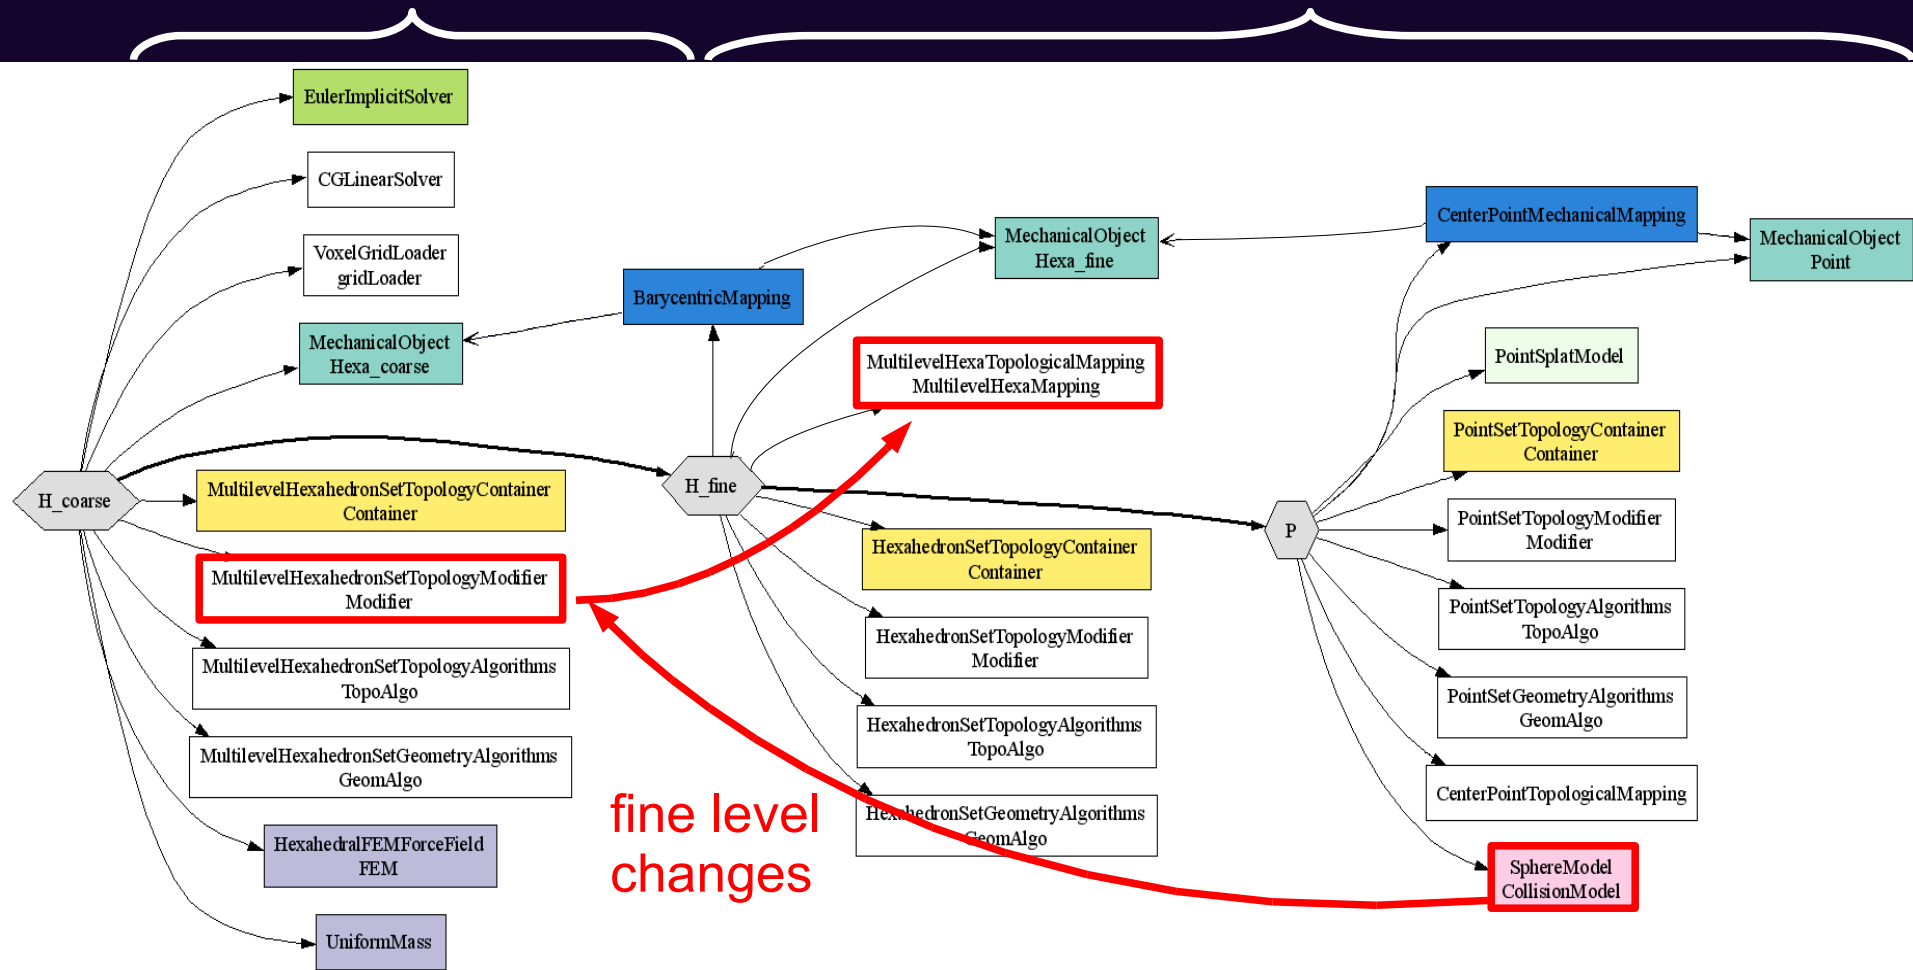 EulerImplicitSolver
CGLinearSolver
VoxelGridLoader
gridLoader
MechanicalObject
Hexa_coarse
H_coarse
MultilevelHexahedronSetTopologyContainer
Container
MultilevelHexahedronSetTopologyModifier
Modifier
MultilevelHexahedronSetTopologyAlgorithms
TopoAlgo
MultilevelHexahedronSetGeometryAlgorithms
GeomAlgo
HexahedralFEMForceField
FEM
UniformMass
BarycentricMapping
H_fine
fine level
changes
MechanicalObject
Hexa_fine
MultilevelHexaTopologicalMapping
MultilevelHexaMapping
HexahedronSetTopologyContainer
Container
HexahedronSetTopologyModifier
Modifier
HexahedronSetTopologyAlgorithms
TopoAlgo
HexahedronSetGeometryAlgorithms
GeomAlgo
P
CenterPointMechanicalMapping
MechanicalObject
Point
PointSplatModel
PointSetTopologyContainer
Container
PointSetTopologyModifier
Modifier
PointSetTopologyAlgorithms
TopoAlgo
PointSetGeometryAlgorithms
GeomAlgo
CenterPointTopologicalMapping
SphereModel
CollisionModel